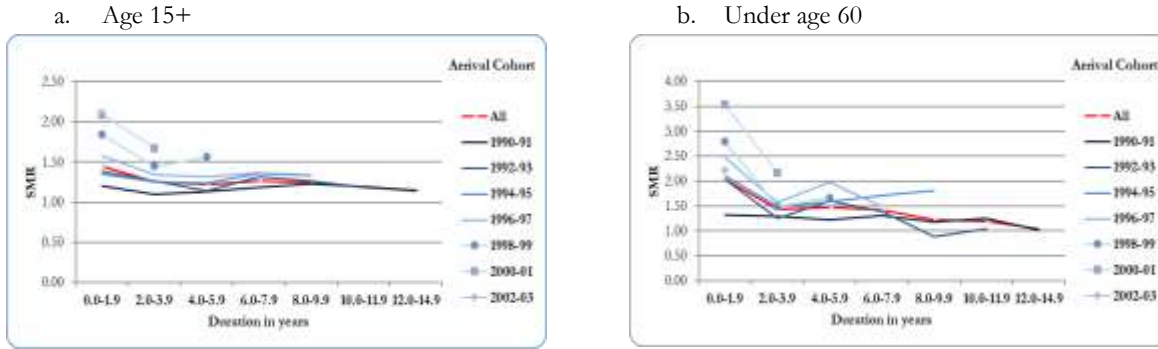 a. Age 15+
Arrival Cohort
2.50
2.00
1.50
1.00
0.50
0.00
SMR
0.0-1.9 2.0-3.9 4.0-5.9 6.0-7.9 8.0-9.9 10.0-11.9 12.0-14.9
Duration in years
All
1990-91
1992-93
1994-95
1996-97
1998-99
2000-01
2002-03
b. Under age 60
Arrival Cohort
4.00
3.50
3.00
2.50
2.00
1.50
1.00
0.50
0.00
SMR
0.0-1.9 2.0-3.9 4.0-5.9 6.0-7.9 8.0-9.9 10.0-11.9 12.0-14.9
Duration in years
All
1990-91
1992-93
1994-95
1996-97
1998-99
2000-01
2002-03